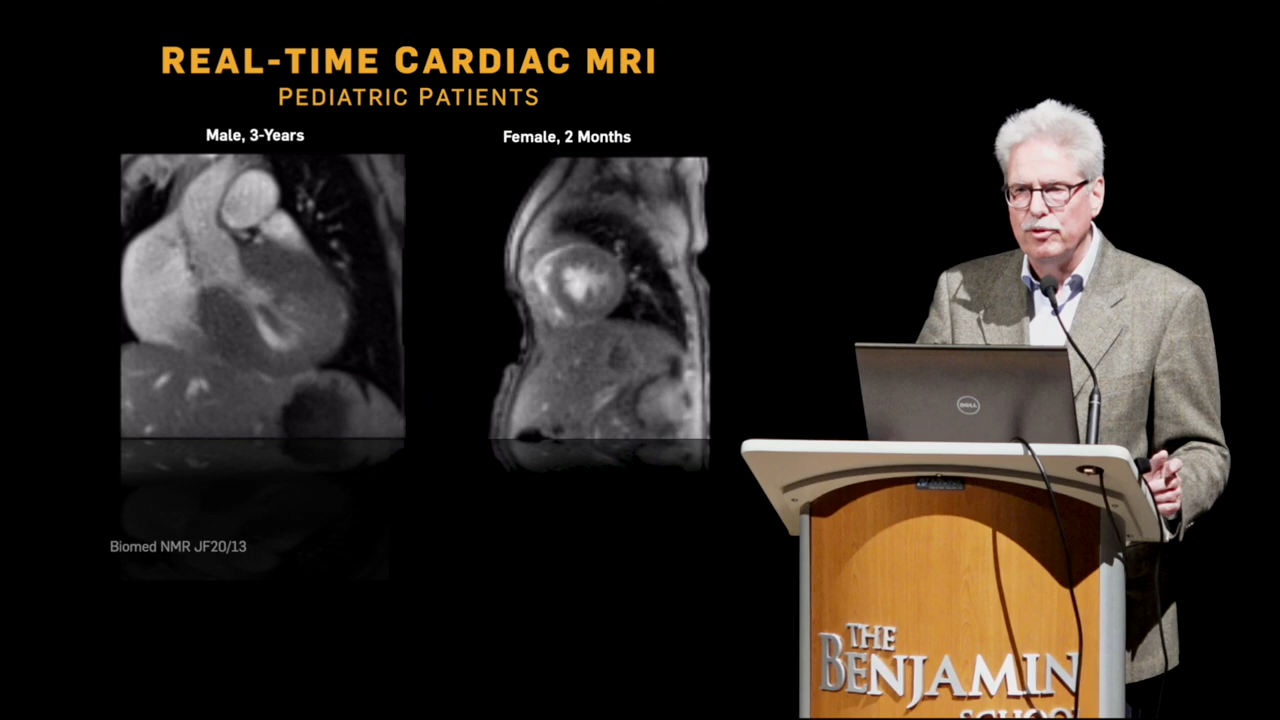 REAL-TIME CARDIAC MRI
PEDIATRIC PATIENTS
Male, 3-Years
Female, 2 Months
Biomed NMR JF20/13
DELL
THE
BENJAMIN
SCHOOL